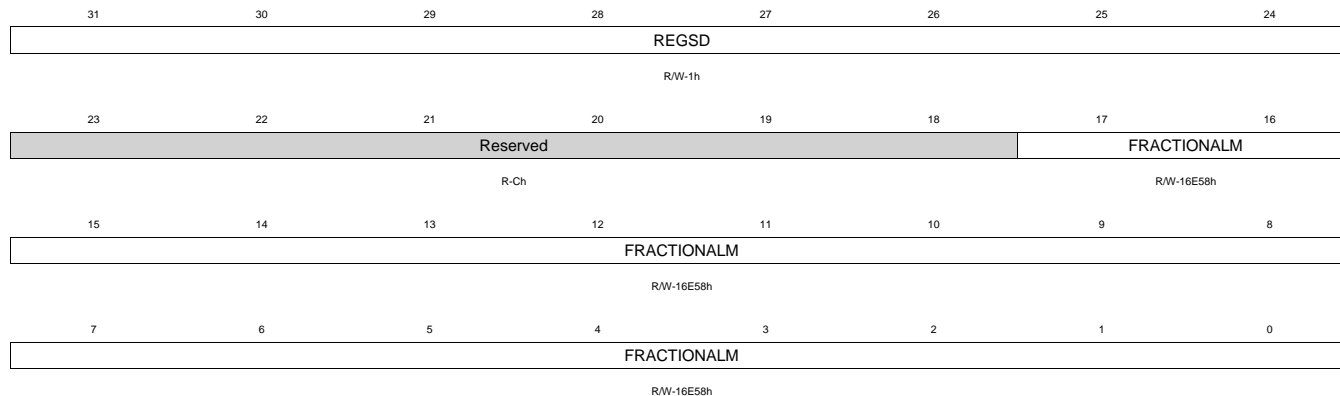 31 30 29 28 27 26 25 24
REGSD
R/W-1h
23 22 21 20 19 18 17 16
Reserved FRACTIONALM
R-Ch R/W-16E58h
15 14 13 12 11 10 9 8
FRACTIONALM
R/W-16E58h
7 6 5 4 3 2 1 0
FRACTIONALM
R/W-16E58h